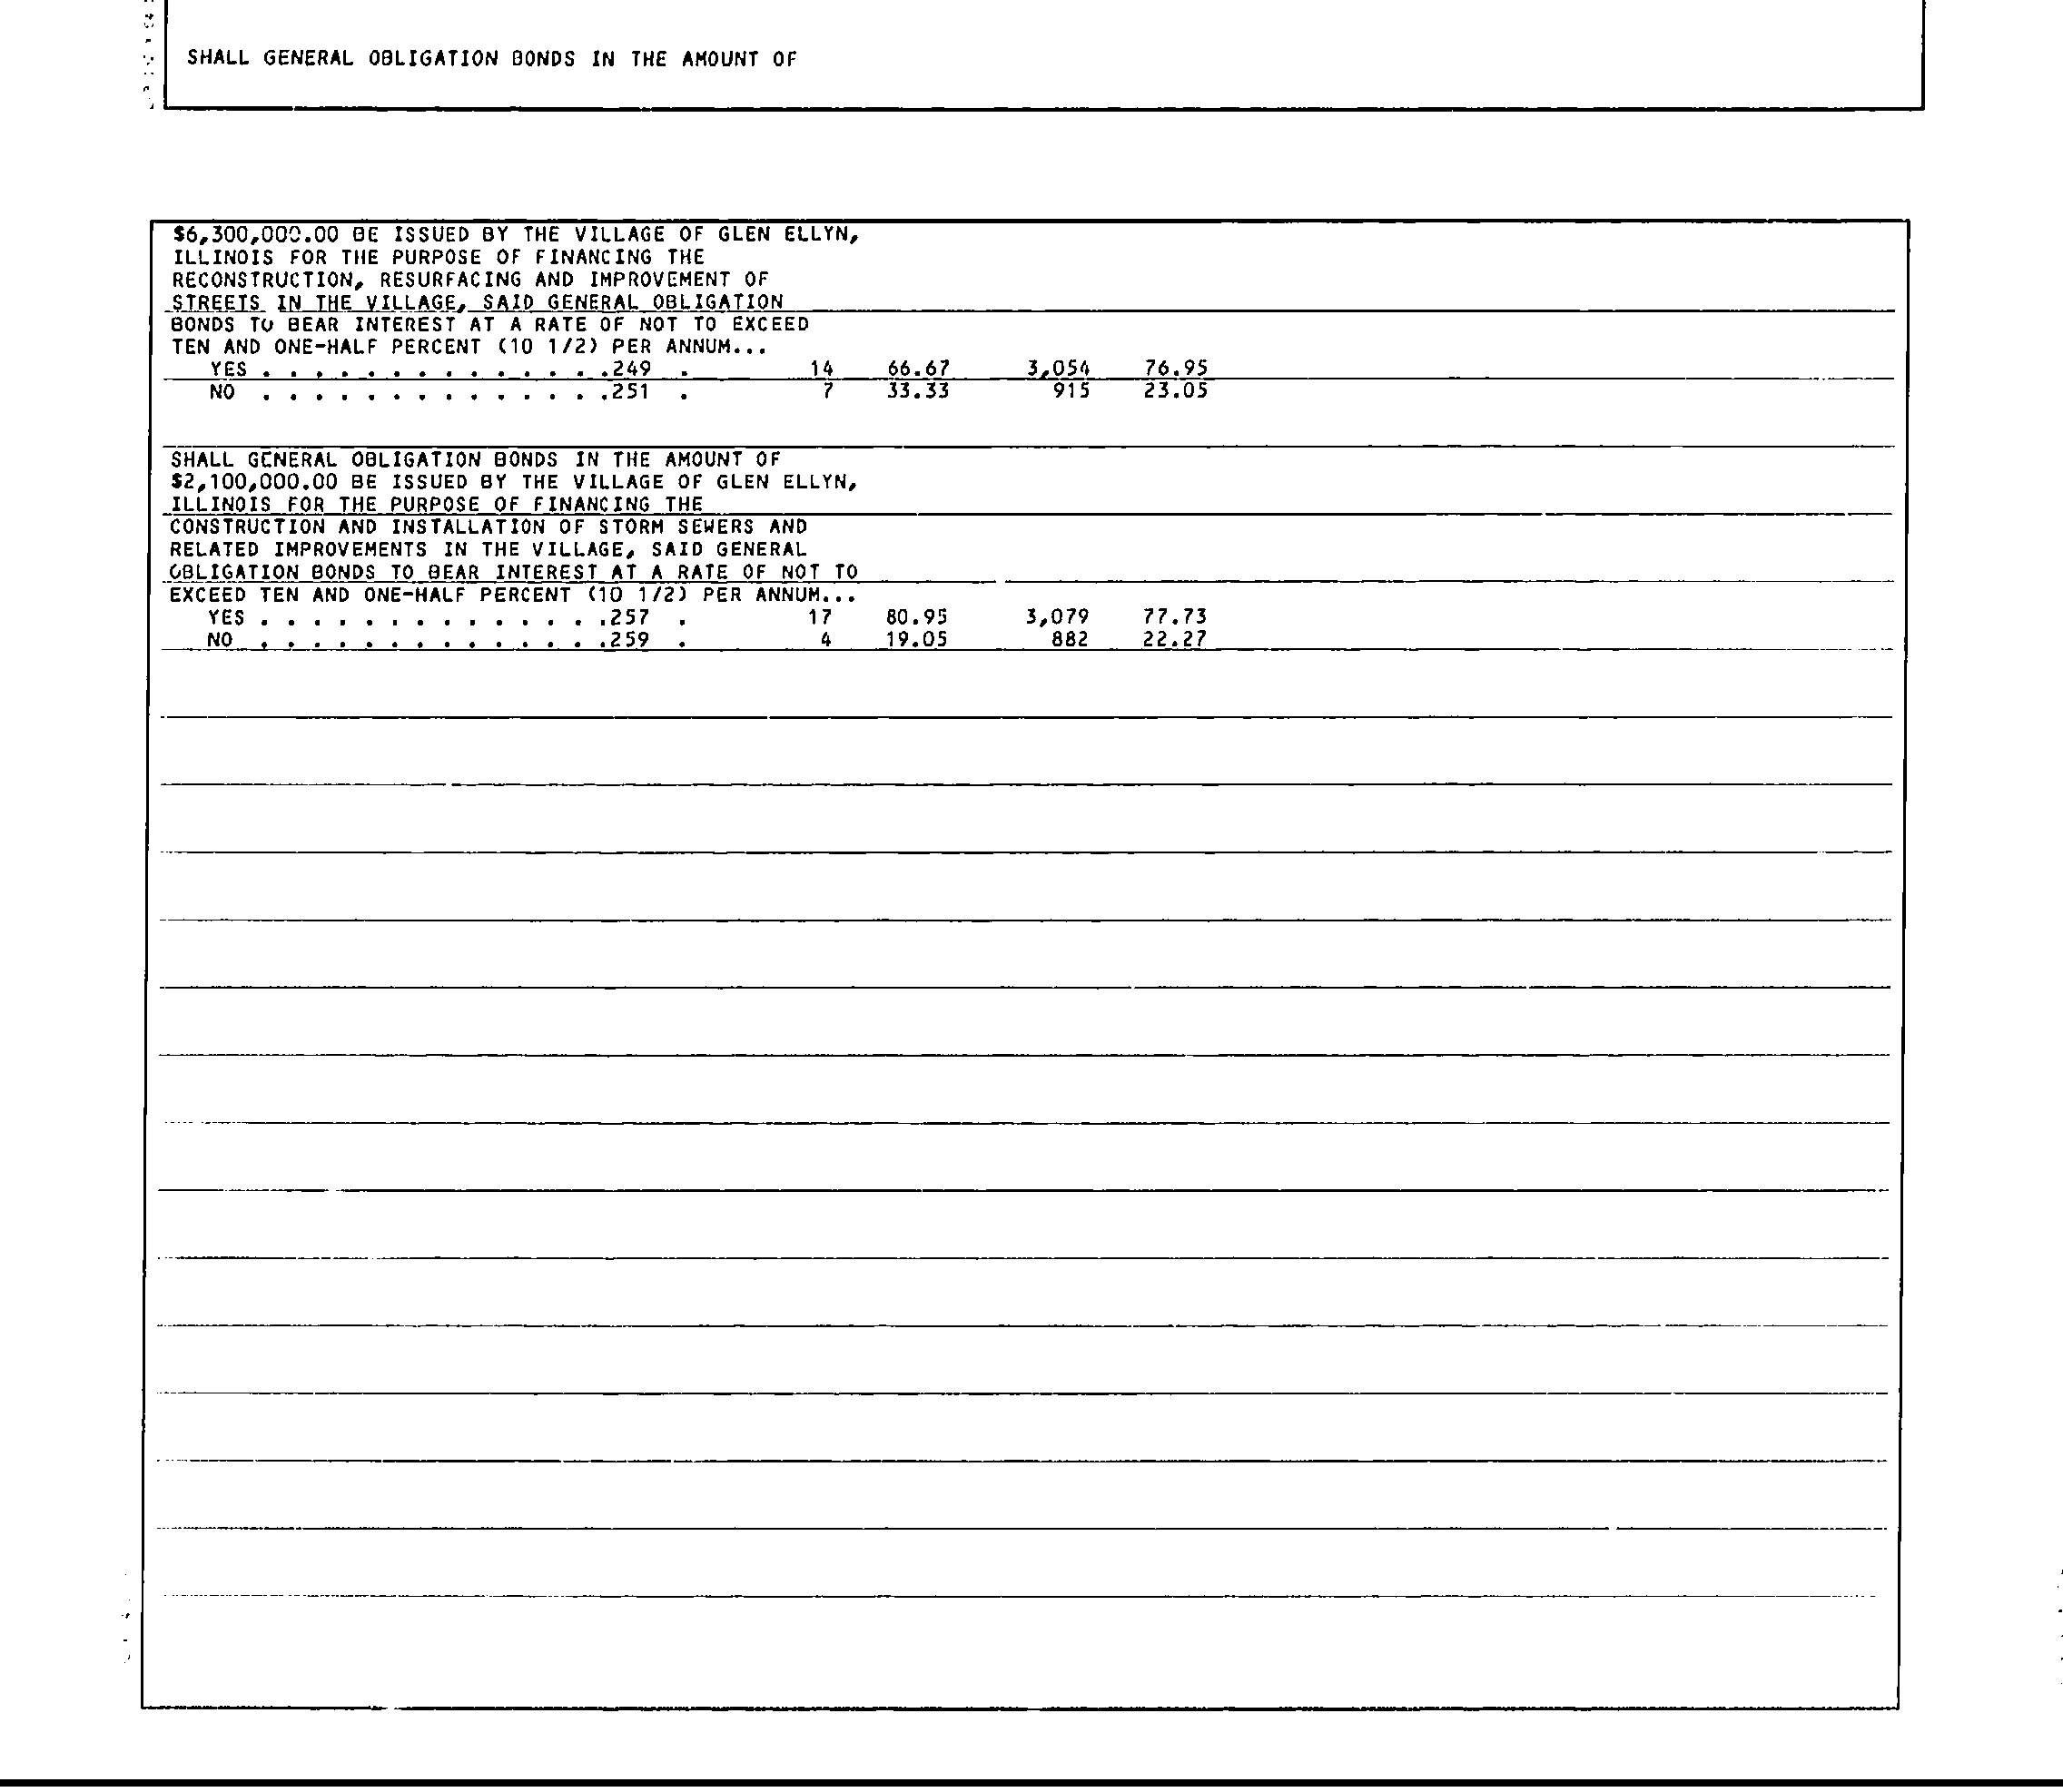 SHALL GENERAL OBLIGATION BONDS IN THE AMOUNT OF
$6,300,000.00 BE ISSUED BY THE VILLAGE OF GLEN ELLYN,
ILLINOIS FOR THE PURPOSE OF FINANCING THE
RECONSTRUCTION, RESURFACING AND IMPROVEMENT OF
STREETS IN THE VILLAGE, SAID GENERAL OBLIGATION
BONDS TO BEAR INTEREST AT A RATE OF NOT TO EXCEED
TEN AND ONE-HALF PERCENT (10 1/2) PER ANNUM...
YES . . . . . . . . . . . . . .249 . 14 66.67 3,054 76.95
NO . . . . . . . . . . . . . .251 . 7 33.33 915 23.05
SHALL GENERAL OBLIGATION BONDS IN THE AMOUNT OF
$2,100,000.00 BE ISSUED BY THE VILLAGE OF GLEN ELLYN,
ILLINOIS FOR THE PURPOSE OF FINANCING THE
CONSTRUCTION AND INSTALLATION OF STORM SEWERS AND
RELATED IMPROVEMENTS IN THE VILLAGE, SAID GENERAL
OBLIGATION BONDS TO BEAR INTEREST AT A RATE OF NOT TO
EXCEED TEN AND ONE-HALF PERCENT (10 1/2) PER ANNUM...
YES . . . . . . . . . . . . . .257 . 17 80.95 3,079 77.73
NO . . . . . . . . . . . . . .259 . 4 19.05 882 22.27